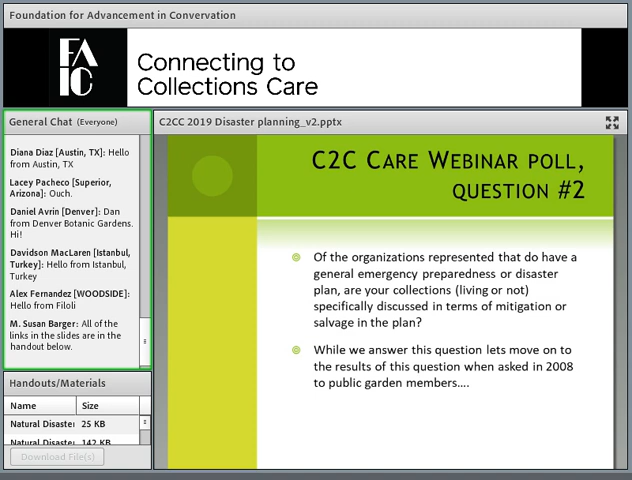 Foundation for Advancement in Convervation
FAIC
Connecting to
Collections Care
General Chat (Everyone)
Diana Diaz [Austin, TX]: Hello
from Austin, TX
Lacey Pacheco [Superior,
Arizona]: Ouch.
Daniel Avrin [Denver]: Dan
from Denver Botanic Gardens.
Hi!
Davidson MacLaren [Istanbul,
Turkey]: Hello from Istanbul,
Turkey
Alex Fernandez [WOODSIDE]:
Hello from Filoli
M. Susan Barger: All of the
links in the slides are in the
handout below.
Handouts/Materials
Name Size
Natural Disaster 25 KB
Natural Disaster 142 KB
Download File(s)
C2CC 2019 Disaster planning_v2.pptx
C2C CARE WEBINAR POLL,
QUESTION #2
Of the organizations represented that do have a
general emergency preparedness or disaster
plan, are your collections (living or not)
specifically discussed in terms of mitigation or
salvage in the plan?
While we answer this question lets move on to
the results of this question when asked in 2008
to public garden members....